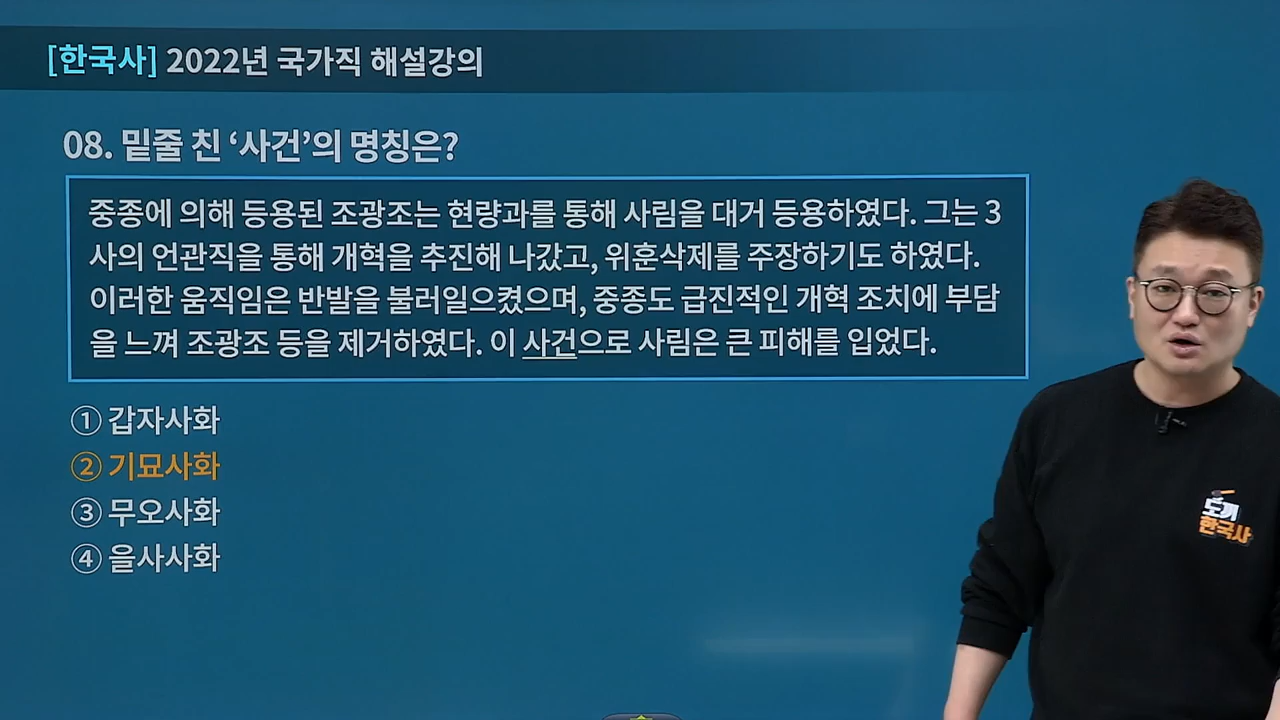 [한국사] 2022년 국가직 해설강의
08. 밑줄 친 ‘사건’의 명칭은?
중종에 의해 등용된 조광조는 현량과를 통해 사림을 대거 등용하였다. 그는 3
사의 언관직을 통해 개혁을 추진해 나갔고, 위훈삭제를 주장하기도 하였다.
이러한 움직임은 반발을 불러일으켰으며, 중종도 급진적인 개혁 조치에 부담
을 느껴 조광조 등을 제거하였다. 이 사건으로 사림은 큰 피해를 입었다.
① 갑자사화
② 기묘사화
③ 무오사화
④ 을사사화
도끼
한국사